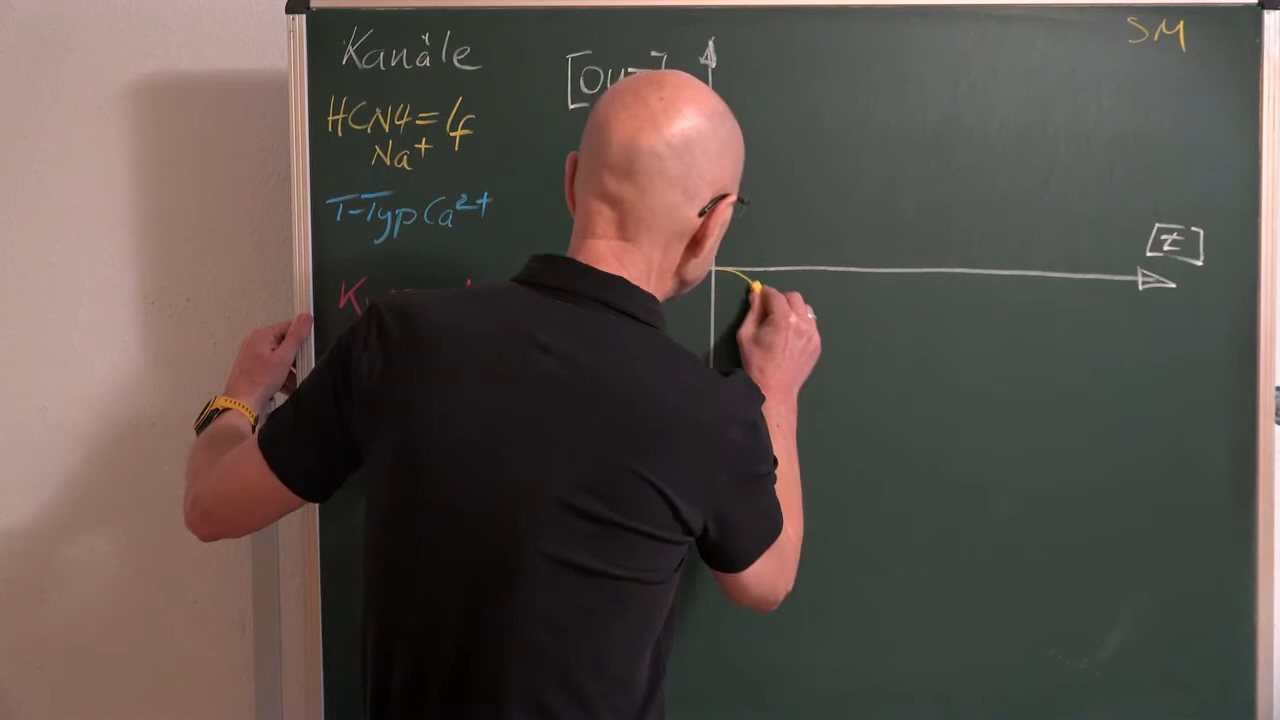 Kanäle
SM
HCN4 = If
Na⁺
T-Typ Ca²⁺
[t]